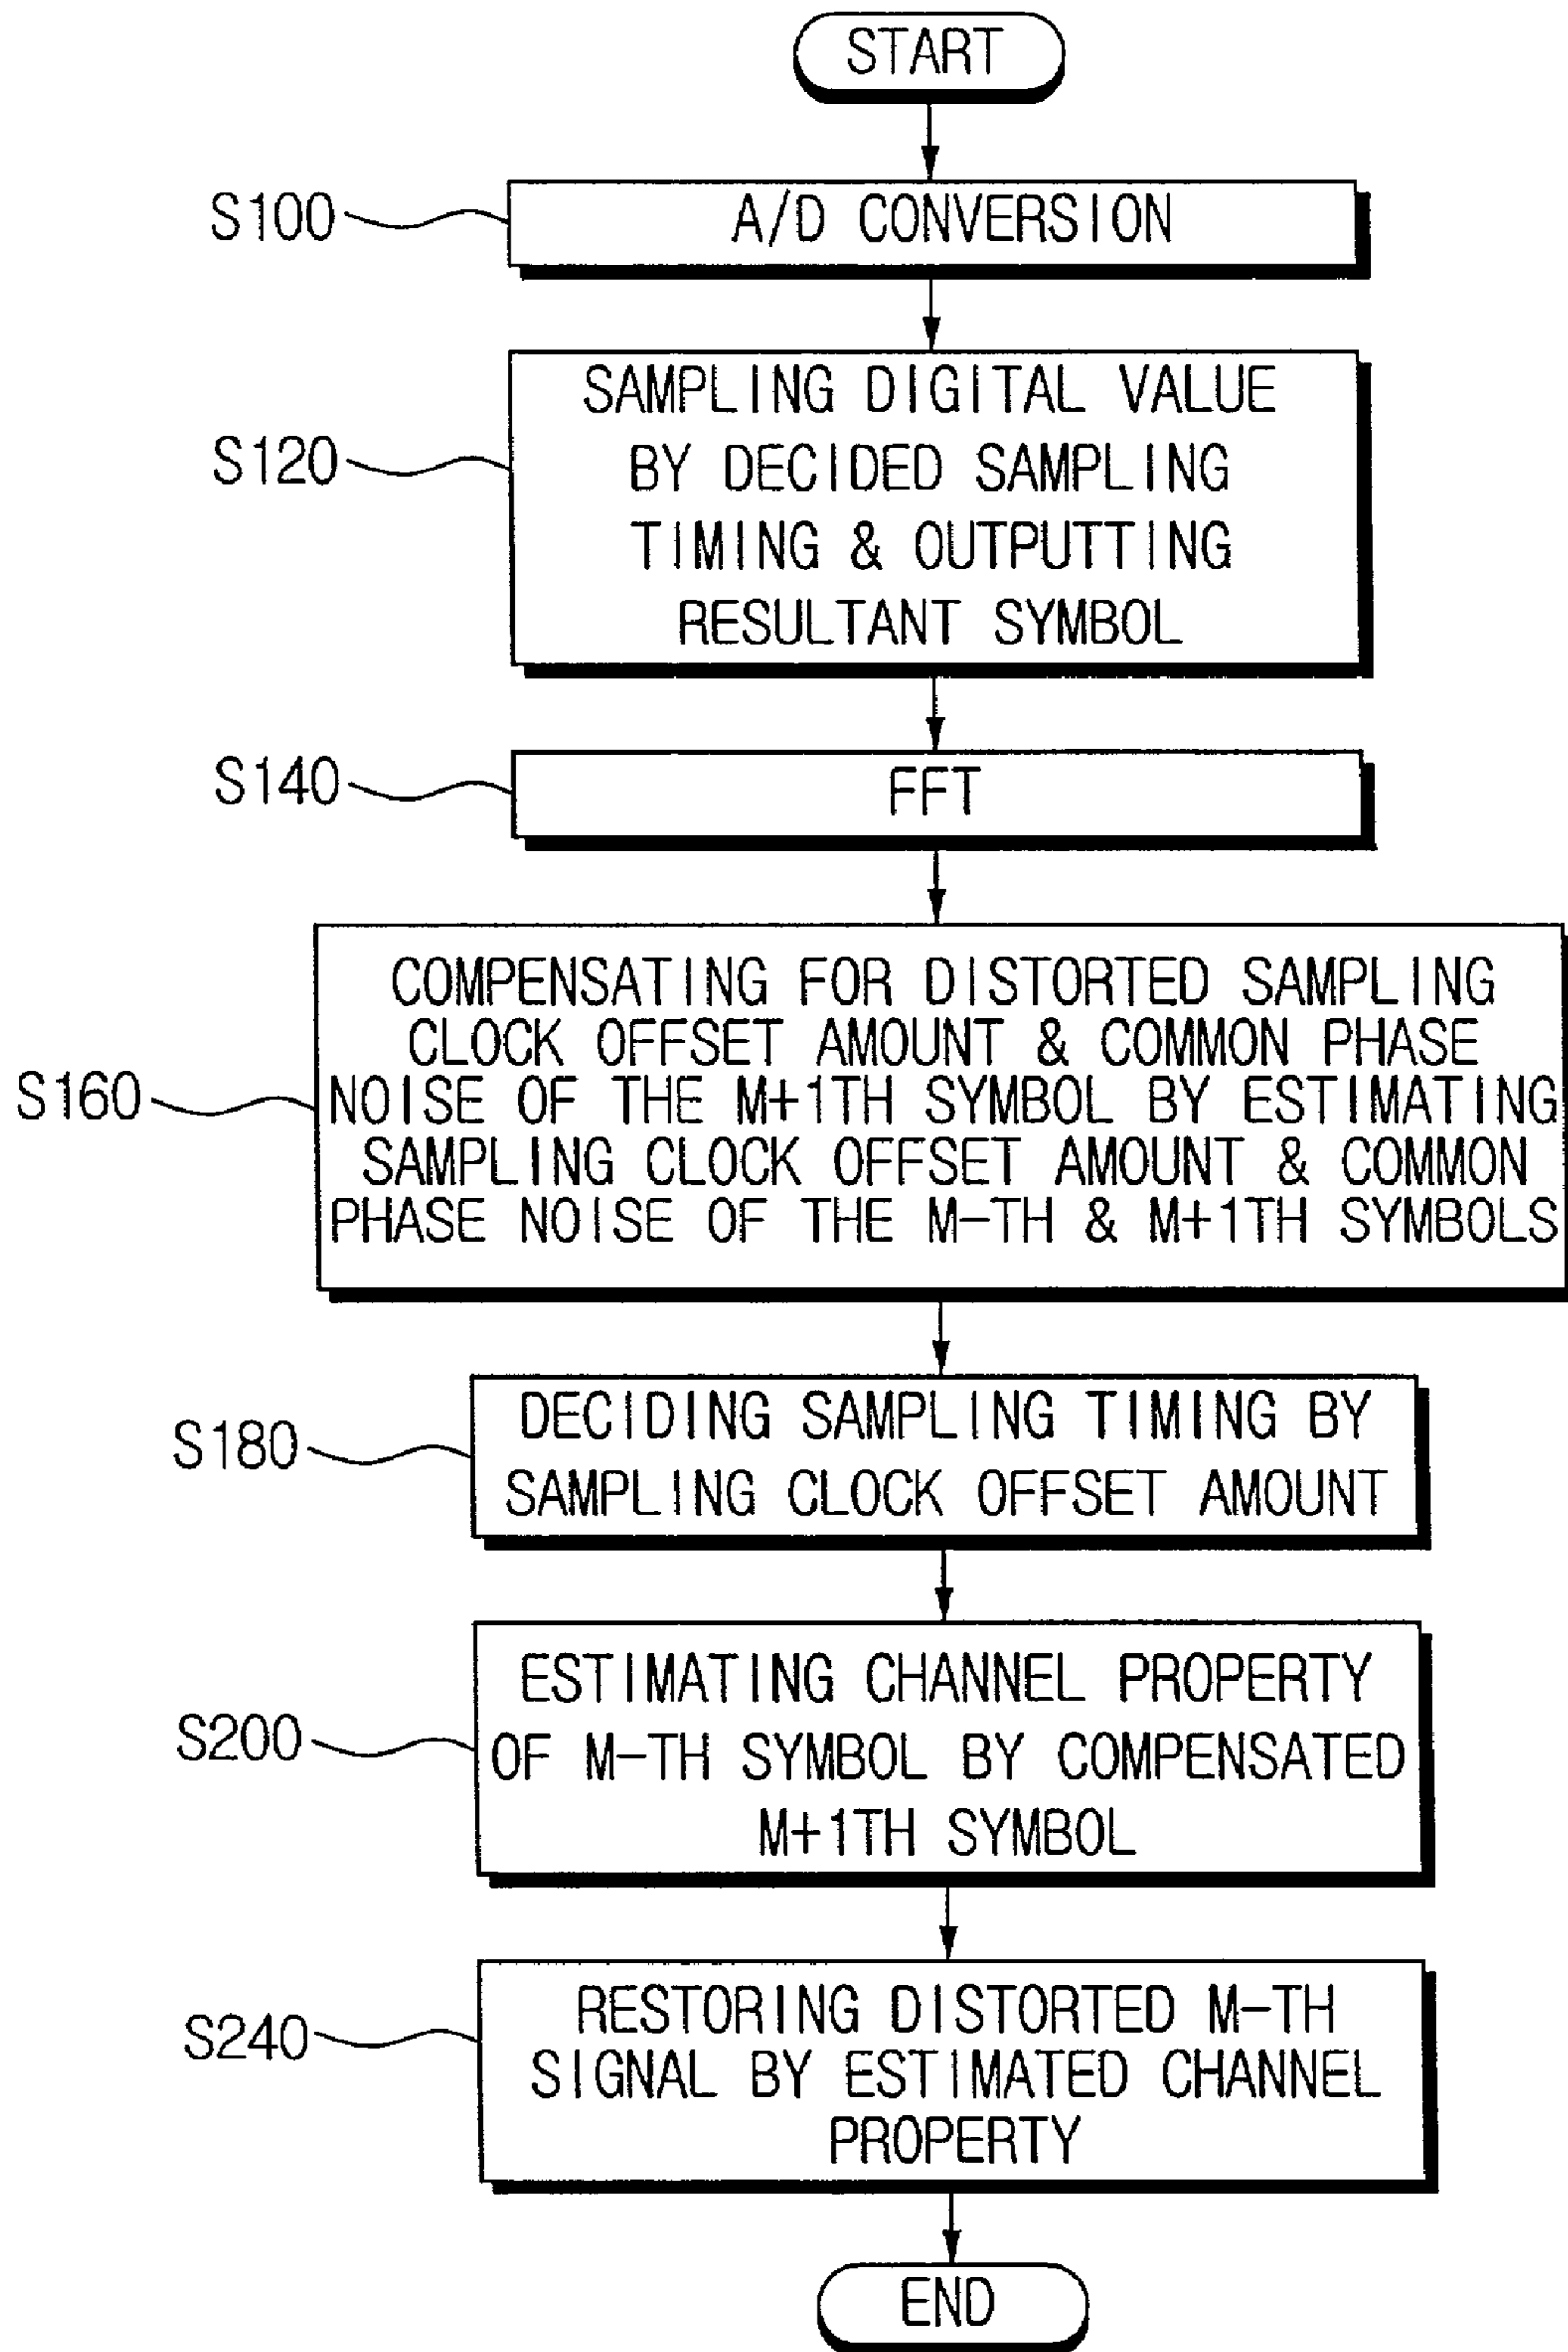 START
S100
A/D CONVERSION
S120
SAMPLING DIGITAL VALUE
BY DECIDED SAMPLING
TIMING & OUTPUTTING
RESULTANT SYMBOL
S140
FFT
S160
COMPENSATING FOR DISTORTED SAMPLING
CLOCK OFFSET AMOUNT & COMMON PHASE
NOISE OF THE M+1TH SYMBOL BY ESTIMATING
SAMPLING CLOCK OFFSET AMOUNT & COMMON
PHASE NOISE OF THE M-TH & M+1TH SYMBOLS
S180
DECIDING SAMPLING TIMING BY
SAMPLING CLOCK OFFSET AMOUNT
S200
ESTIMATING CHANNEL PROPERTY
OF M-TH SYMBOL BY COMPENSATED
M+1TH SYMBOL
S240
RESTORING DISTORTED M-TH
SIGNAL BY ESTIMATED CHANNEL
PROPERTY
END